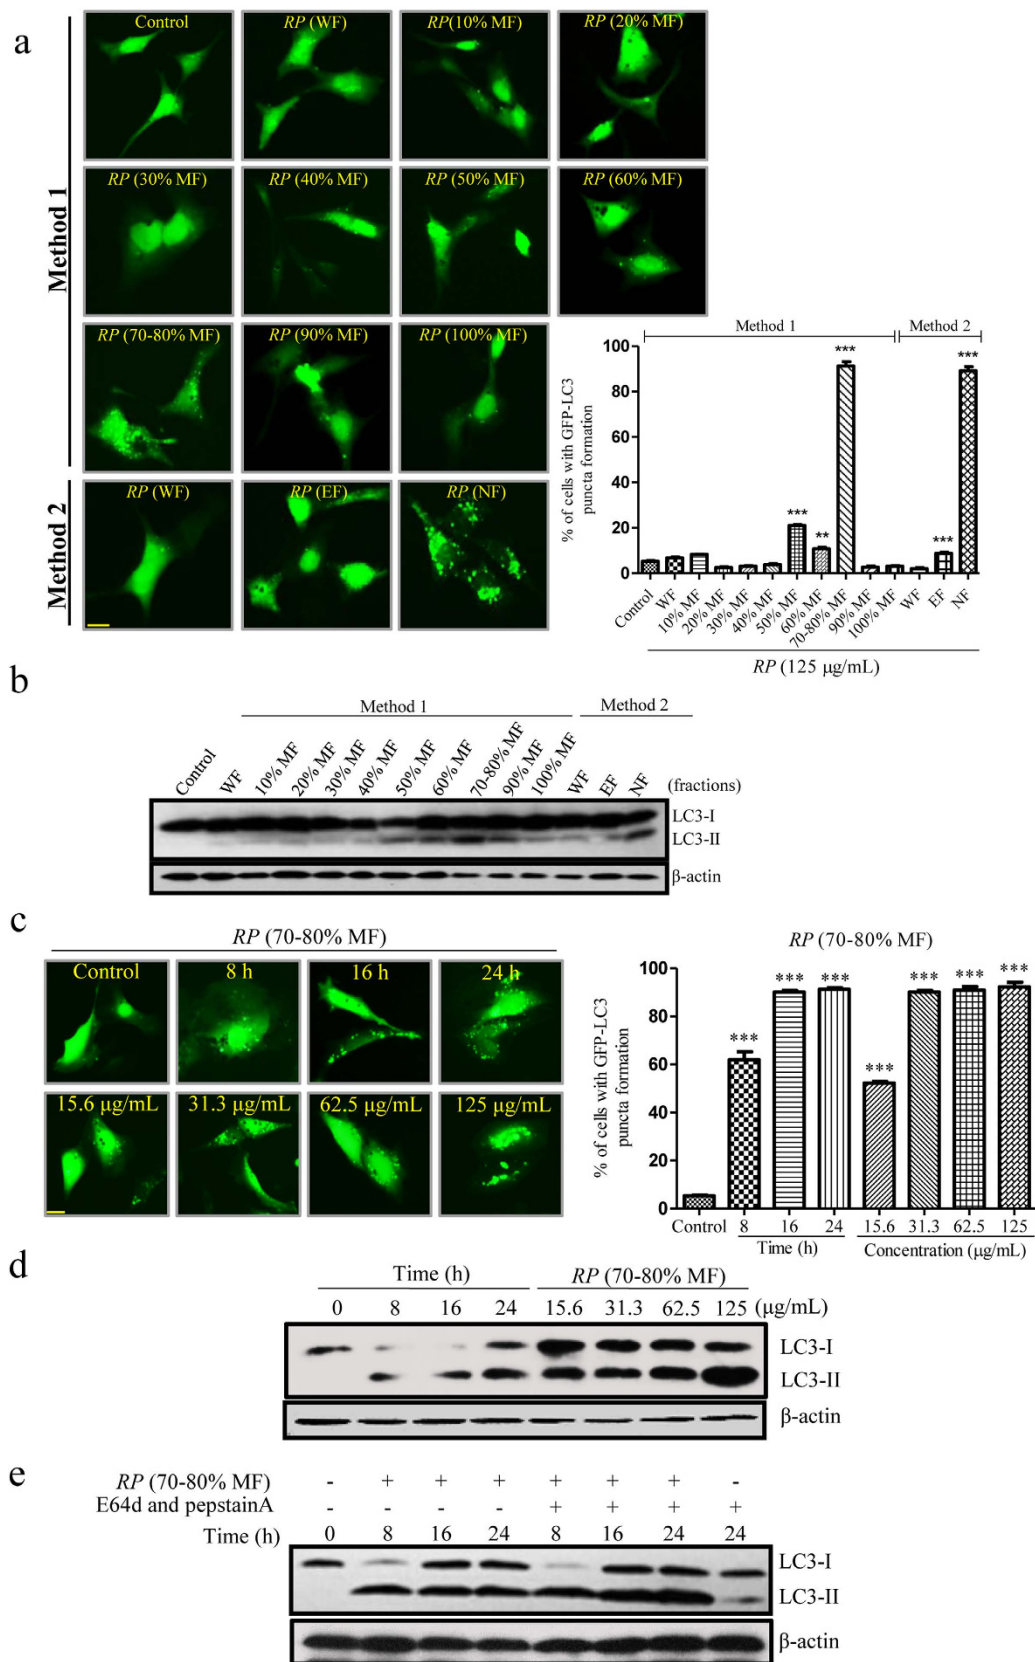 a
Method 1
Control
RP (WF)
RP(10% MF)
RP (20% MF)
RP (30% MF)
RP (40% MF)
RP (50% MF)
RP (60% MF)
RP (70-80% MF)
RP (90% MF)
RP (100% MF)
Method 2
RP (WF)
RP (EF)
RP (NF)
Method 1
Method 2
% of cells with GFP-LC3
puncta formation
100
80
60
40
20
0
***
**
***
***
***
Control
WF
10% MF
20% MF
30% MF
40% MF
50% MF
60% MF
70-80% MF
90% MF
100% MF
WF
EF
NF
RP (125 μg/mL)
b
Method 1
Method 2
Control
WF
10% MF
20% MF
30% MF
40% MF
50% MF
60% MF
70-80% MF
90% MF
100% MF
WF
EF
NF
(fractions)
LC3-I
LC3-II
β-actin
c
RP (70-80% MF)
Control
8 h
16 h
24 h
15.6 μg/mL
31.3 μg/mL
62.5 μg/mL
125 μg/mL
RP (70-80% MF)
% of cells with GFP-LC3
puncta formation
100
80
60
40
20
0
***
***
***
***
***
***
***
Control 8 16 24 15.6 31.3 62.5 125
Time (h) Concentration (μg/mL)
d
Time (h) RP (70-80% MF)
0 8 16 24 15.6 31.3 62.5 125 (μg/mL)
LC3-I
LC3-II
β-actin
e
RP (70-80% MF) - + + + + + + -
E64d and pepstainA - - - - + + + +
Time (h) 0 8 16 24 8 16 24 24
LC3-I
LC3-II
β-actin